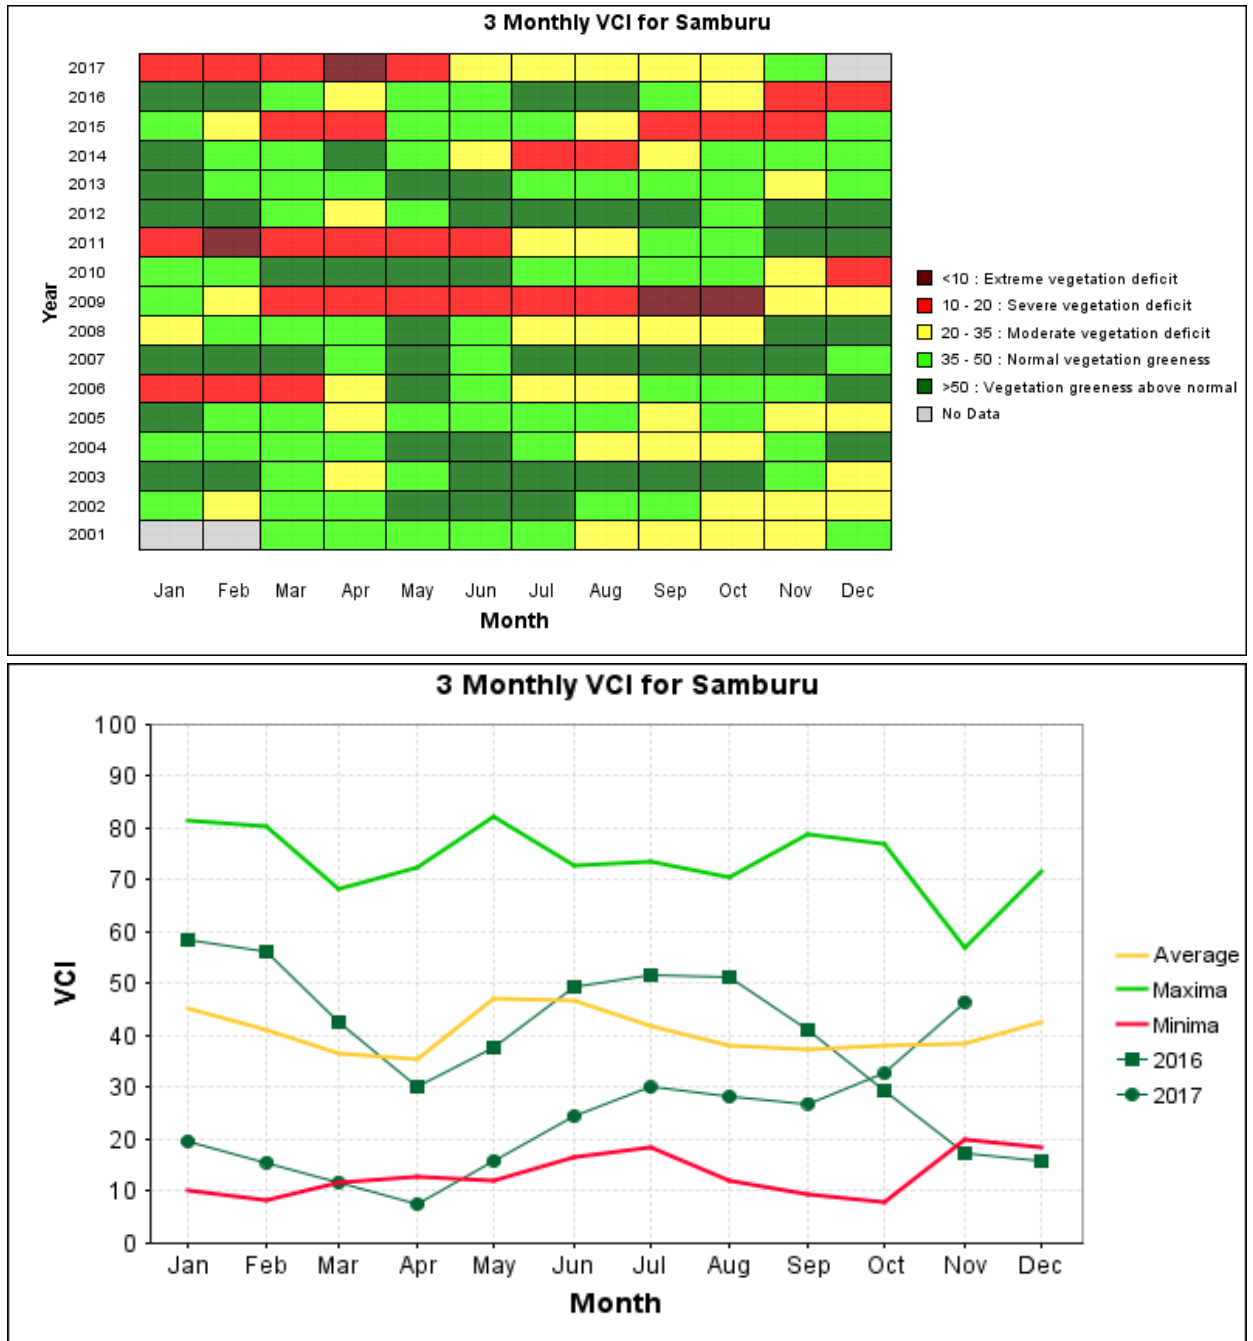 3 Monthly VCI for Samburu
2017
2016
2015
2014
2013
2012
2011
2010
2009
2008
2007
2006
2005
2004
2003
2002
2001
Year
Jan Feb Mar Apr May Jun Jul Aug Sep Oct Nov Dec
Month
<10 : Extreme vegetation deficit
10 - 20 : Severe vegetation deficit
20 - 35 : Moderate vegetation deficit
35 - 50 : Normal vegetation greeness
>50 : Vegetation greeness above normal
No Data
3 Monthly VCI for Samburu
100
90
80
70
60
50
40
30
20
10
0
VCI
Jan Feb Mar Apr May Jun Jul Aug Sep Oct Nov Dec
Month
Average
Maxima
Minima
2016
2017